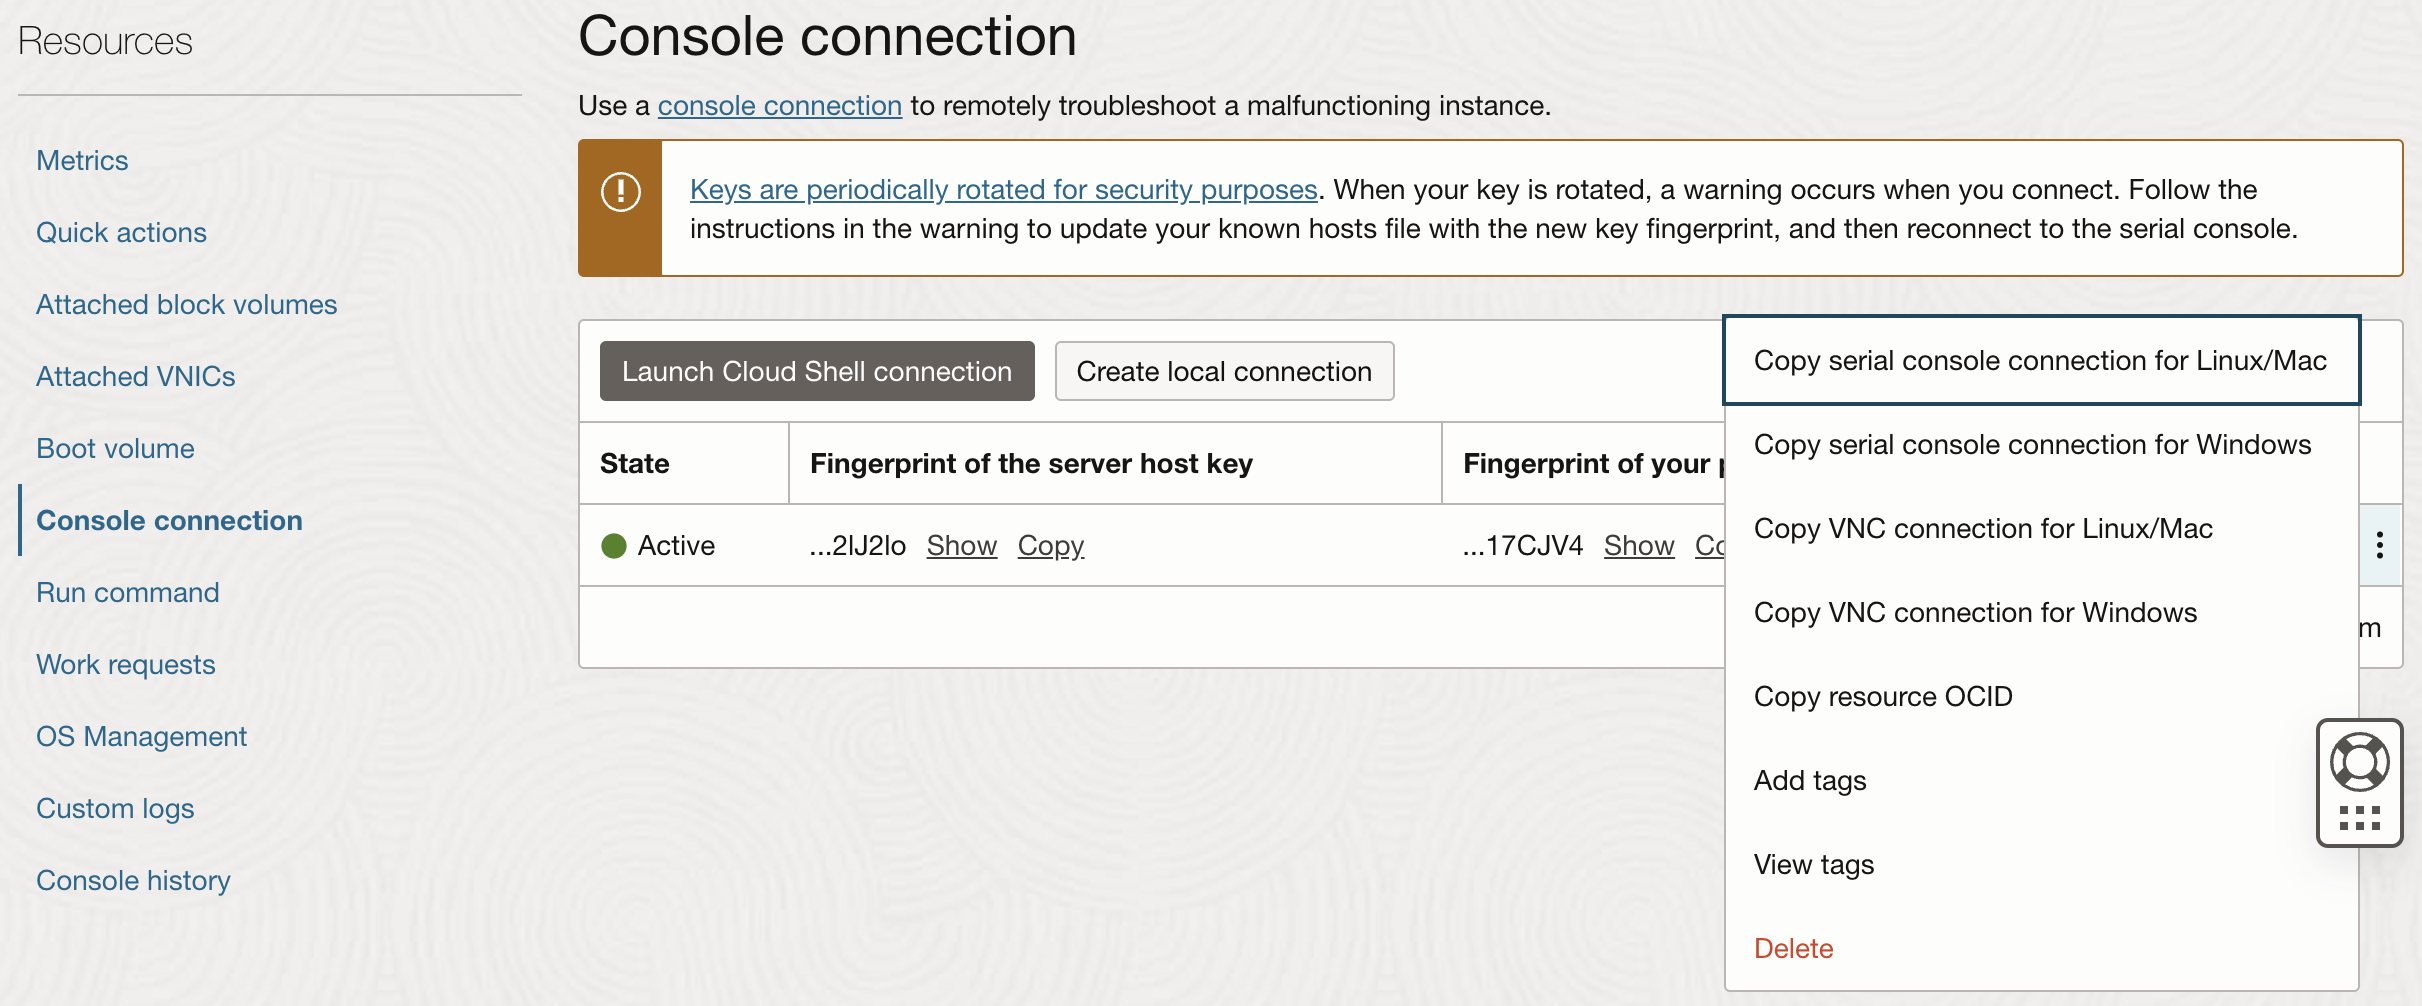 Resources
Metrics
Quick actions
Attached block volumes
Attached VNICs
Boot volume
Console connection
Run command
Work requests
OS Management
Custom logs
Console history
Console connection
Use a console connection to remotely troubleshoot a malfunctioning instance.
Keys are periodically rotated for security purposes. When your key is rotated, a warning occurs when you connect. Follow the
instructions in the warning to update your known hosts file with the new key fingerprint, and then reconnect to the serial console.
Launch Cloud Shell connection Create local connection
State Fingerprint of the server host key Fingerprint of your
Active ...2lJ2lo Show Copy ...17CJV4 Show Co
Copy serial console connection for Linux/Mac
Copy serial console connection for Windows
Copy VNC connection for Linux/Mac
Copy VNC connection for Windows
Copy resource OCID
Add tags
View tags
Delete